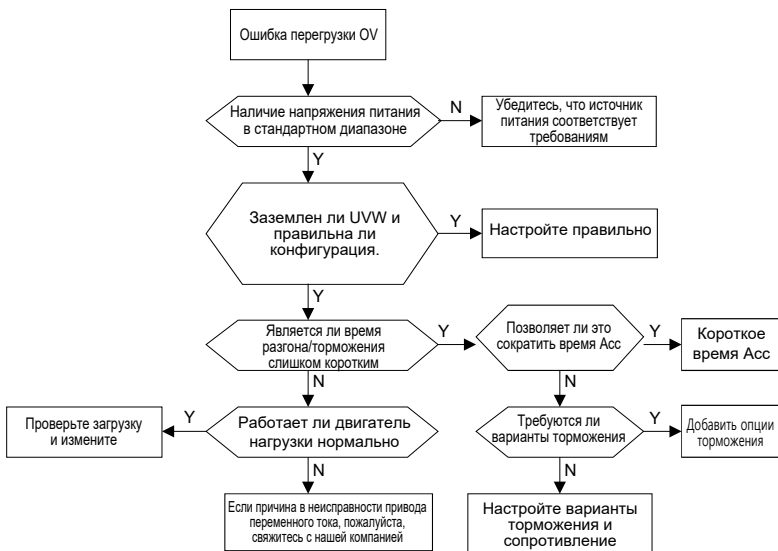 Ошибка перегрузки OV
Наличие напряжения питания
в стандартном диапазоне
N
Убедитесь, что источник
питания соответствует
требованиям
Y
Заземлен ли UVW и
правильна ли
конфигурация.
Y
Настройте правильно
Y
Является ли время
разгона/торможения
слишком коротким
Y
Позволяет ли это
сократить время Acc
Y
Короткое
время Acc
N
N
Проверьте загрузку
и измените
Y
Работает ли двигатель
нагрузки нормально
Требуются ли
варианты торможения
Y
Добавить опции
торможения
N
N
Если причина в неисправности привода
переменного тока, пожалуйста,
свяжитесь с нашей компанией
Настройте варианты
торможения и
сопротивление